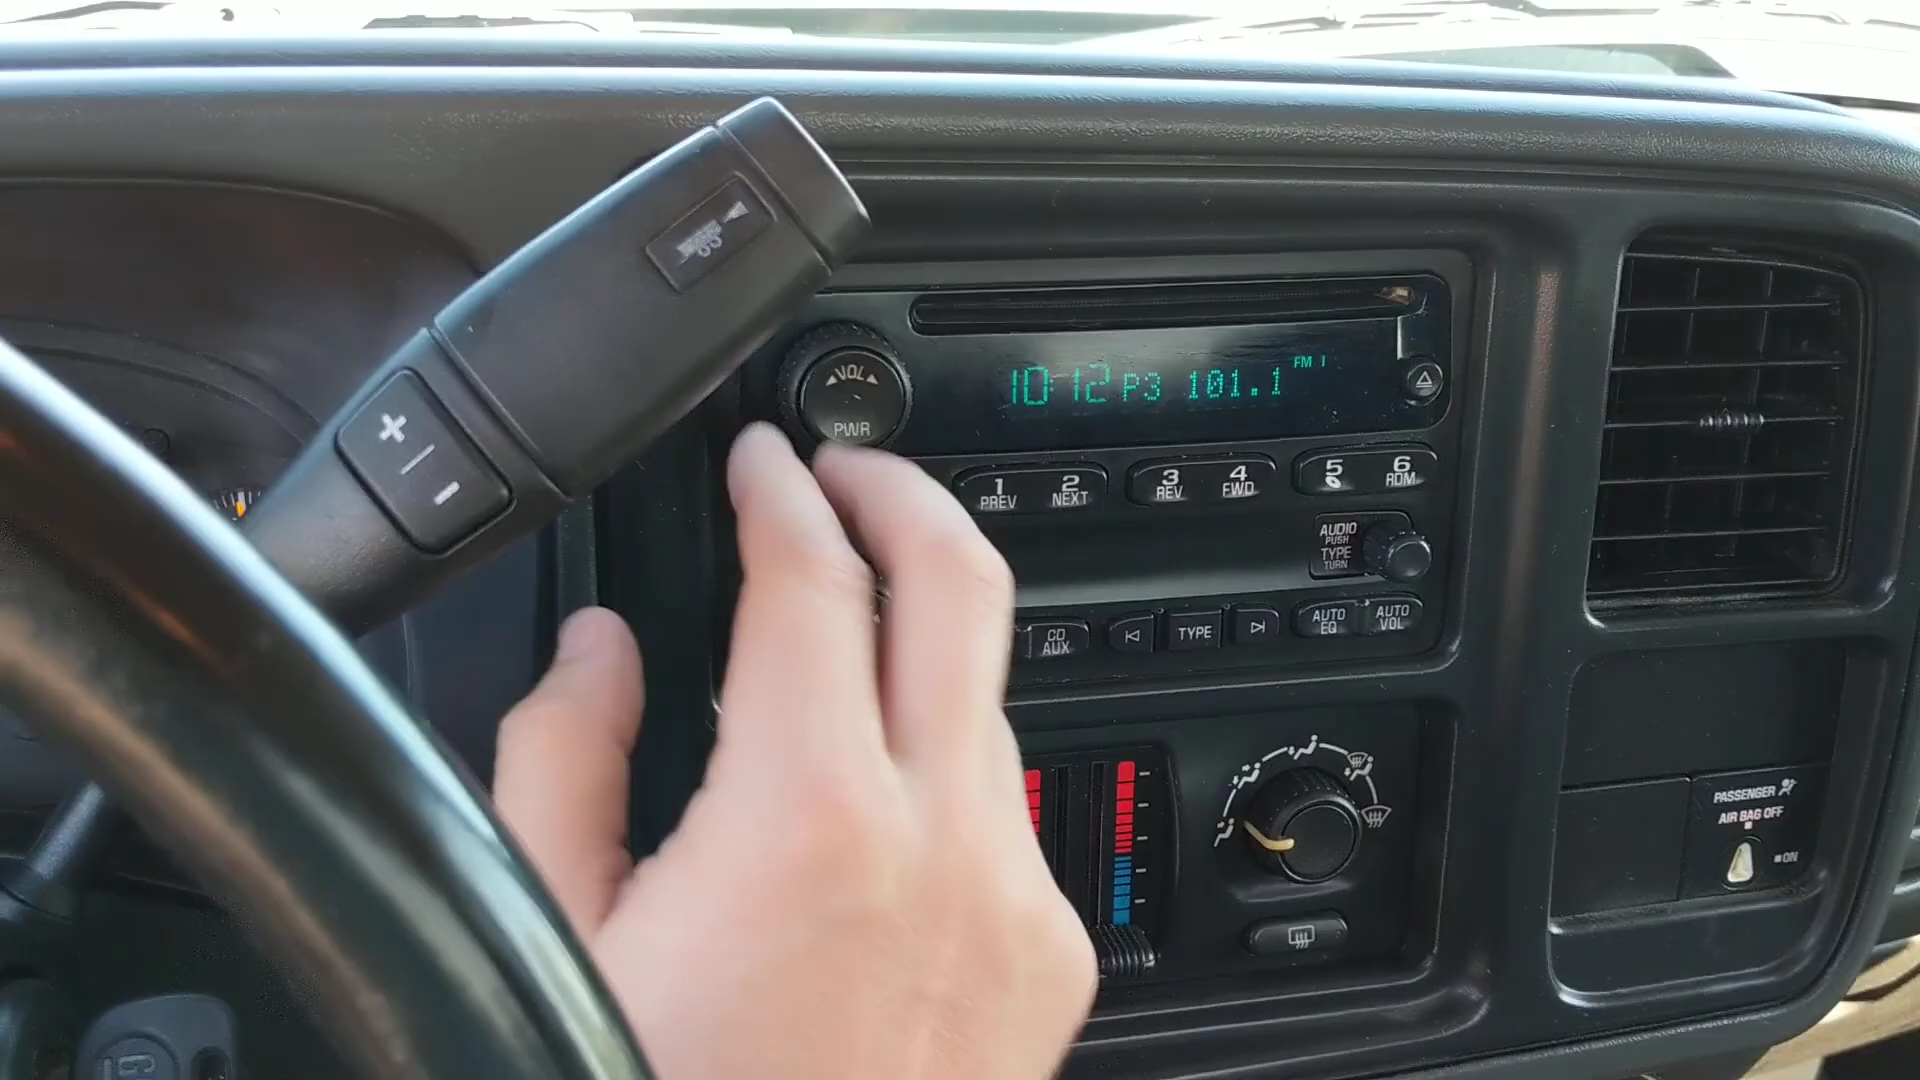 FM 1
10:12 P3 101.1
VOL
PWR
1 PREV
2 NEXT
3 REV
4 FWD
5
6 RDM
AUDIO
PUSH
TYPE
TURN
CD AUX
TYPE
AUTO EQ
AUTO VOL
PASSENGER
AIR BAG OFF
ON